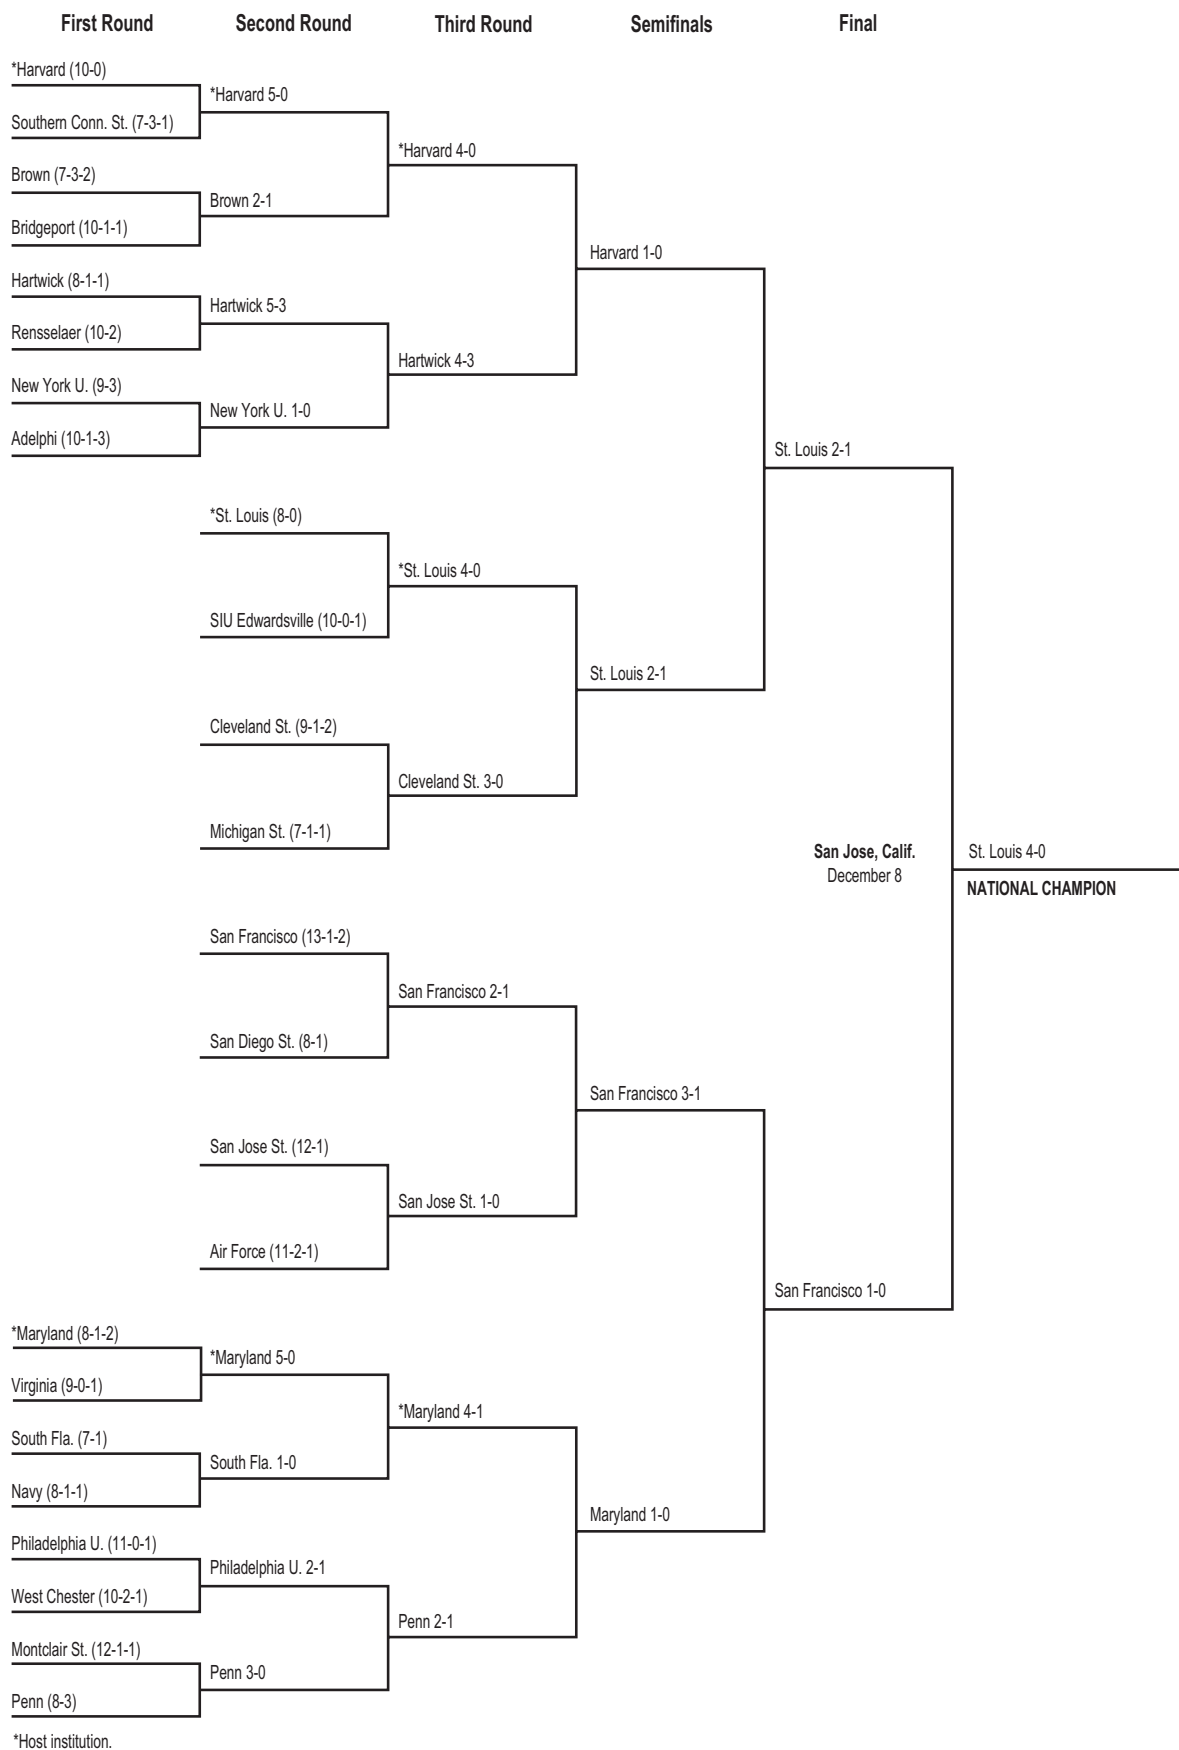 First Round Second Round Third Round Semifinals Final
*Harvard (10-0)
*Harvard 5-0
Southern Conn. St. (7-3-1)
*Harvard 4-0
Brown (7-3-2)
Brown 2-1
Bridgeport (10-1-1)
Harvard 1-0
Hartwick (8-1-1)
Hartwick 5-3
Rensselaer (10-2)
Hartwick 4-3
New York U. (9-3)
New York U. 1-0
Adelphi (10-1-3)
St. Louis 2-1
*St. Louis (8-0)
*St. Louis 4-0
SIU Edwardsville (10-0-1)
St. Louis 2-1
Cleveland St. (9-1-2)
Cleveland St. 3-0
Michigan St. (7-1-1)
San Jose, Calif.
December 8
St. Louis 4-0
NATIONAL CHAMPION
San Francisco (13-1-2)
San Francisco 2-1
San Diego St. (8-1)
San Francisco 3-1
San Jose St. (12-1)
San Jose St. 1-0
Air Force (11-2-1)
San Francisco 1-0
*Maryland (8-1-2)
*Maryland 5-0
Virginia (9-0-1)
*Maryland 4-1
South Fla. (7-1)
South Fla. 1-0
Navy (8-1-1)
Maryland 1-0
Philadelphia U. (11-0-1)
Philadelphia U. 2-1
West Chester (10-2-1)
Penn 2-1
Montclair St. (12-1-1)
Penn 3-0
Penn (8-3)
*Host institution.